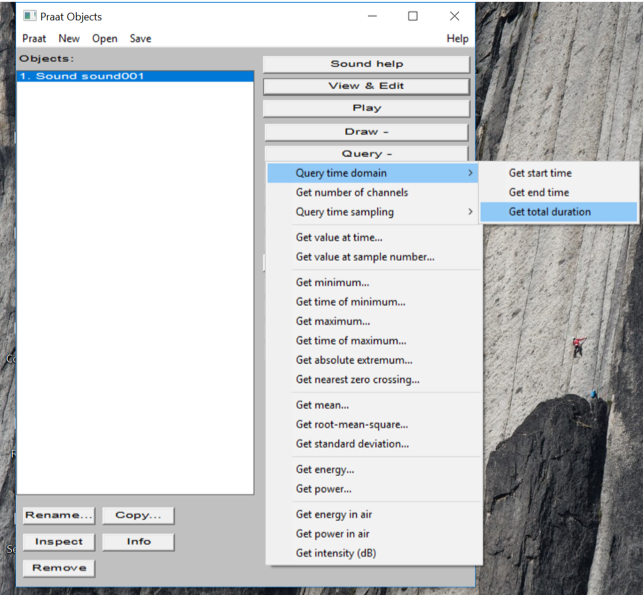 Praat Objects
Praat New Open Save Help
Objects:
1. Sound sound001
Sound help
View & Edit
Play
Draw -
Query -
Query time domain
Get number of channels
Query time sampling
Get value at time...
Get value at sample number...
Get minimum...
Get time of minimum...
Get maximum...
Get time of maximum...
Get absolute extremum...
Get nearest zero crossing...
Get mean...
Get root-mean-square...
Get standard deviation...
Get energy...
Get power...
Get energy in air
Get power in air
Get intensity (dB)
Get start time
Get end time
Get total duration
Rename... Copy...
Inspect Info
Remove